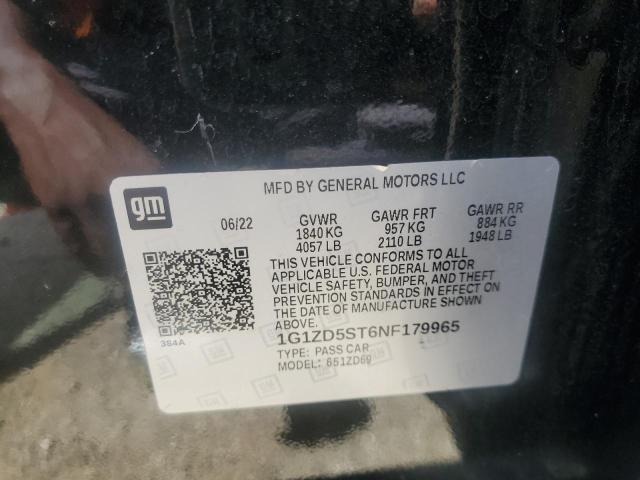 MFD BY GENERAL MOTORS LLC
gm
06/22 GVWR GAWR FRT GAWR RR
1840 KG 957 KG 884 KG
4057 LB 2110 LB 1948 LB
THIS VEHICLE CONFORMS TO ALL
APPLICABLE U.S. FEDERAL MOTOR
VEHICLE SAFETY, BUMPER, AND THEFT
PREVENTION STANDARDS IN EFFECT ON
THE DATE OF MANUFACTURE SHOWN
ABOVE.
384A
1G1ZD5ST6NF179965
TYPE: PASS CAR
MODEL: 651ZD69